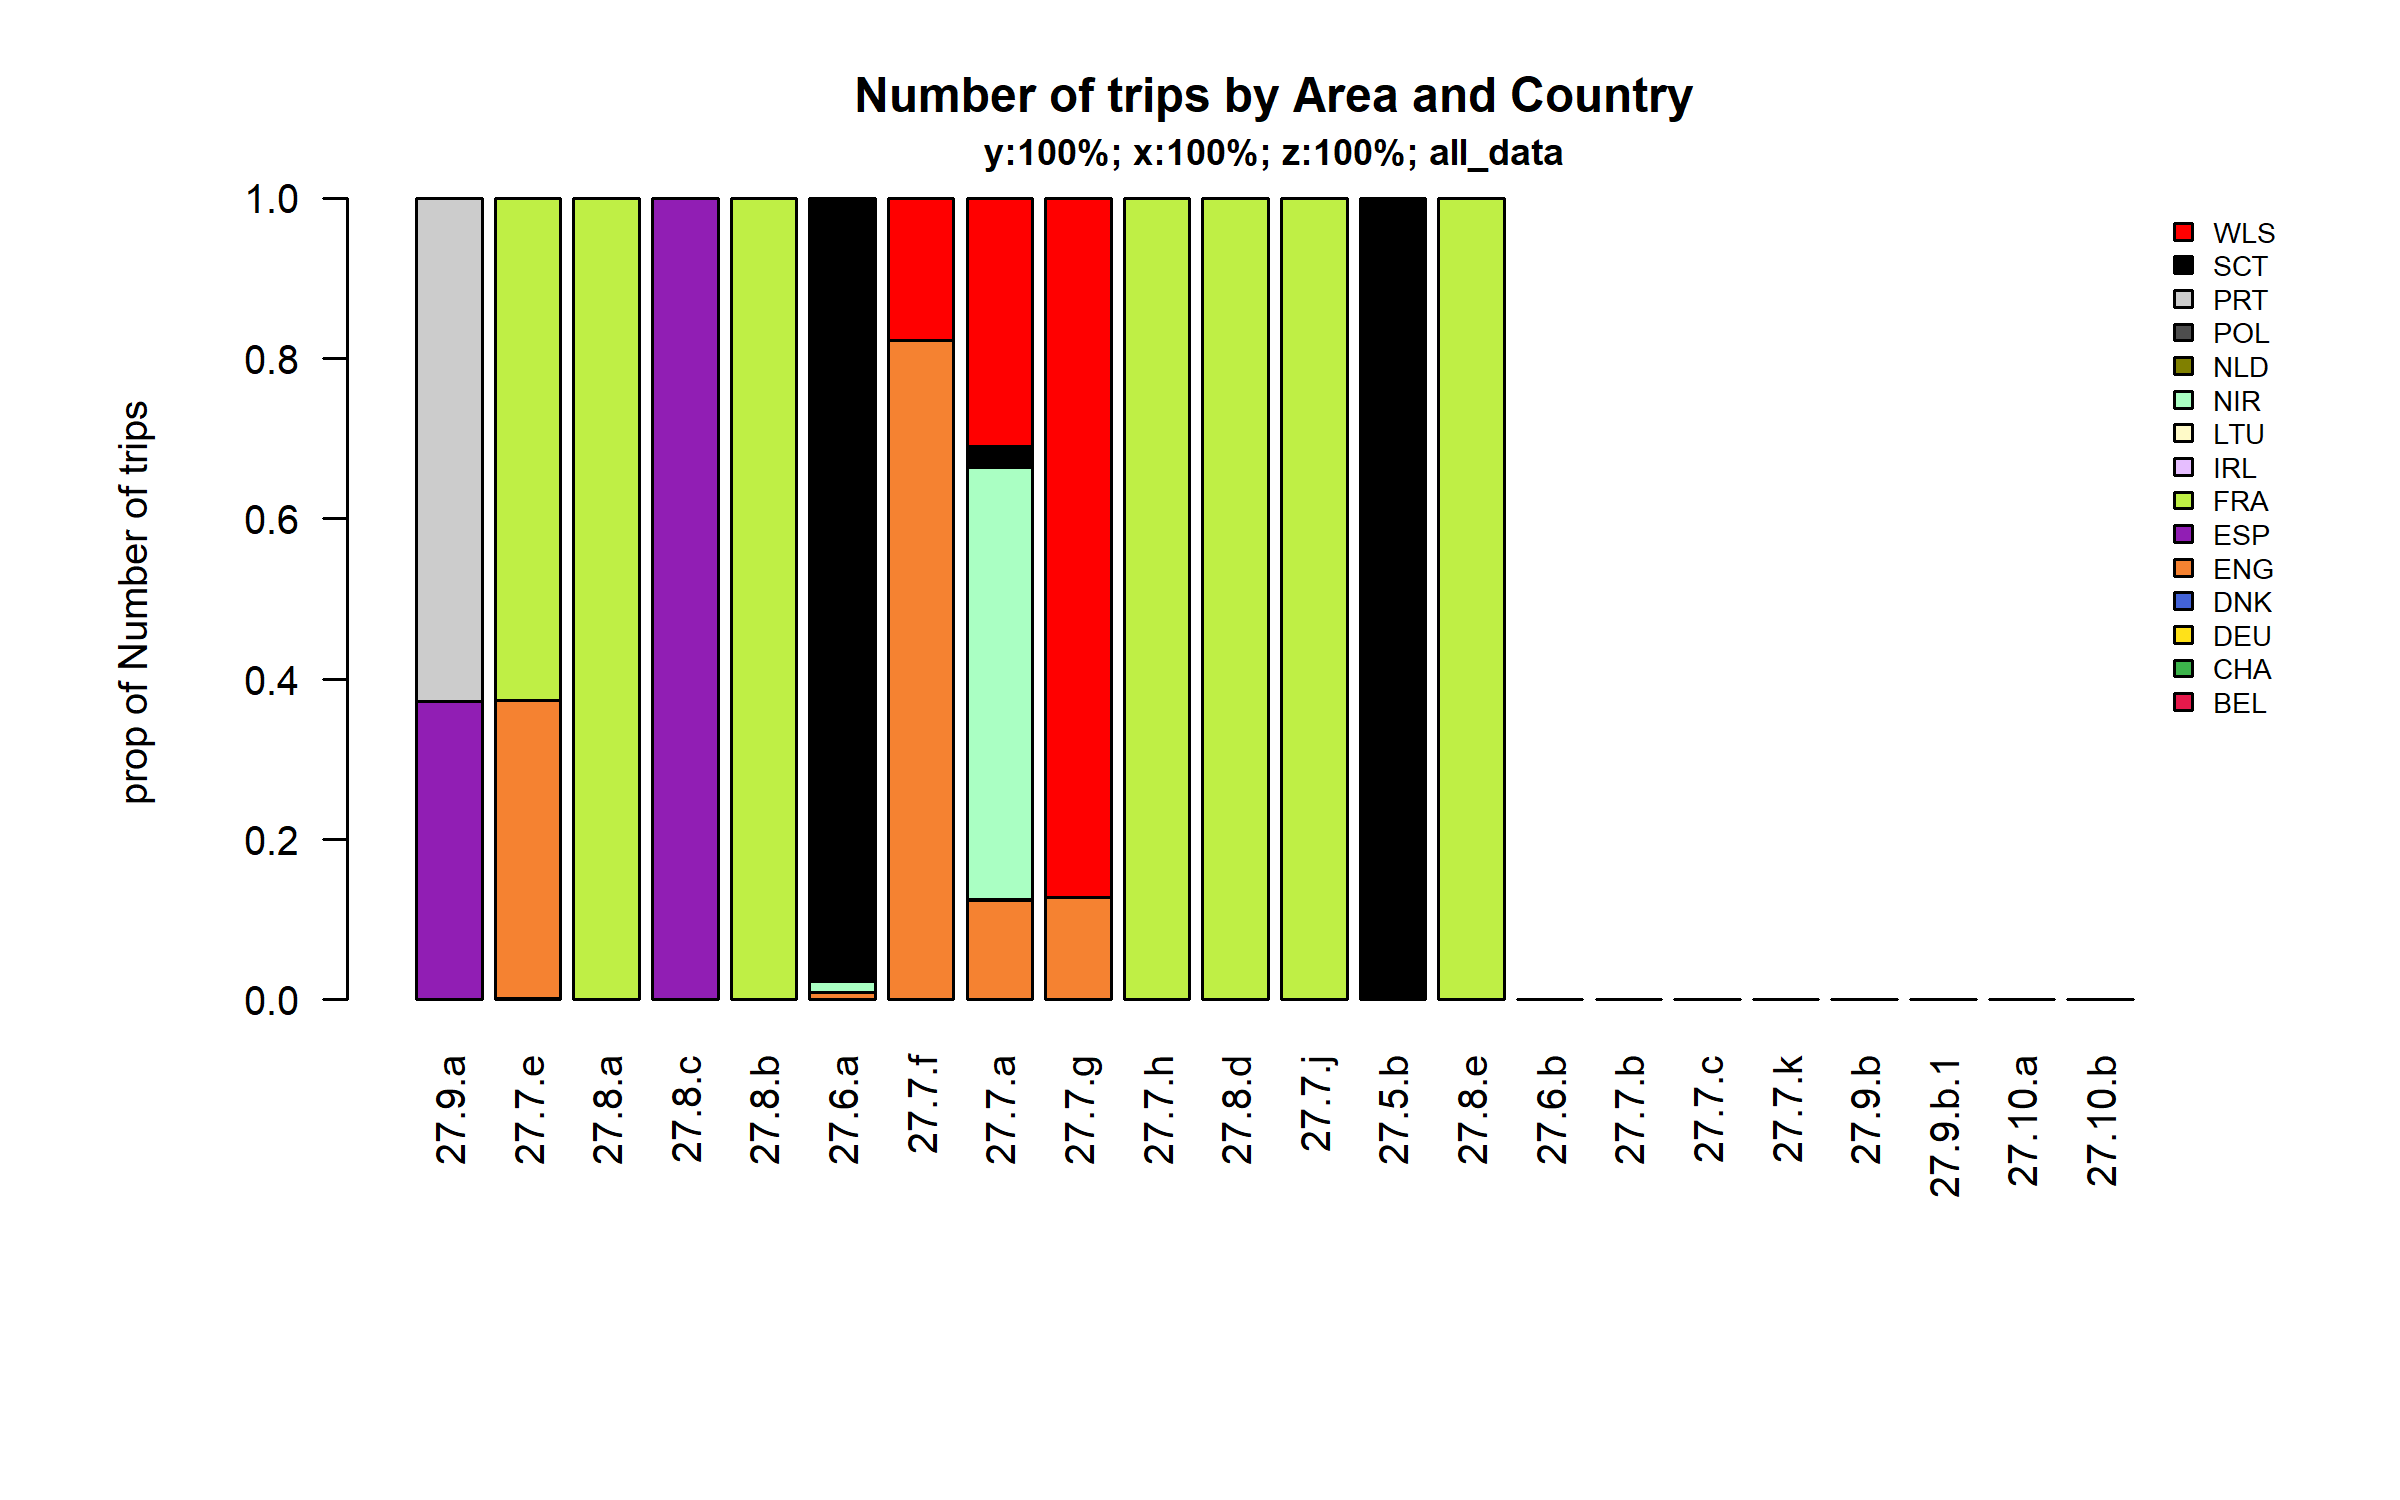 Number of trips by Area and Country
y:100%; x:100%; z:100%; all_data
prop of Number of trips
1.0
0.8
0.6
0.4
0.2
0.0
27.9.a
27.7.e
27.8.a
27.8.c
27.8.b
27.6.a
27.7.f
27.7.a
27.7.g
27.7.h
27.8.d
27.7.j
27.5.b
27.8.e
27.6.b
27.7.b
27.7.c
27.7.k
27.9.b
27.9.b.1
27.10.a
27.10.b
WLS
SCT
PRT
POL
NLD
NIR
LTU
IRL
FRA
ESP
ENG
DNK
DEU
CHA
BEL